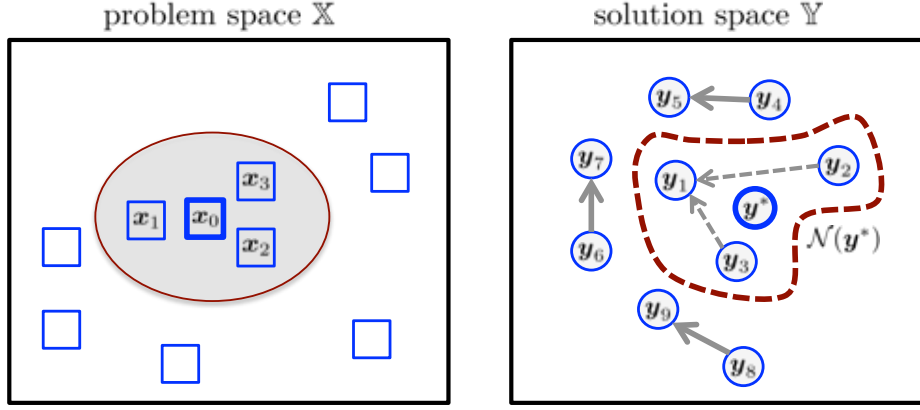 problem space 𝕏
solution space 𝕐
x₃
x₁
x₀
x₂
y₅
y₄
y₇
y₁
y₂
y*
y₆
y₃
𝒩(y*)
y₉
y₈